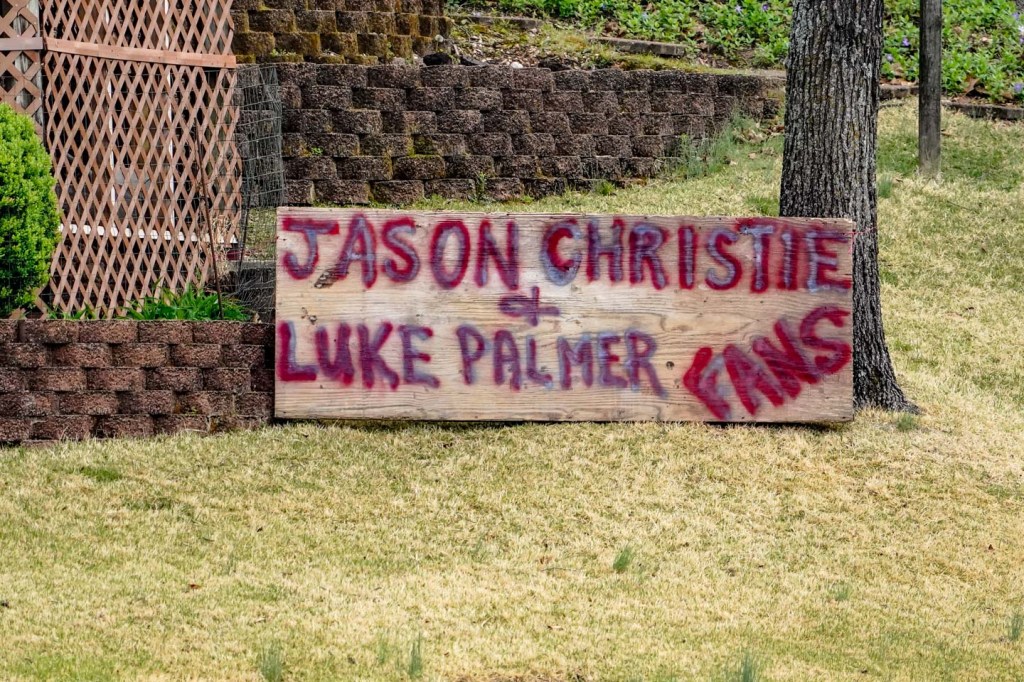 JASON CHRISTIE
+
LUKE PALMER FANS